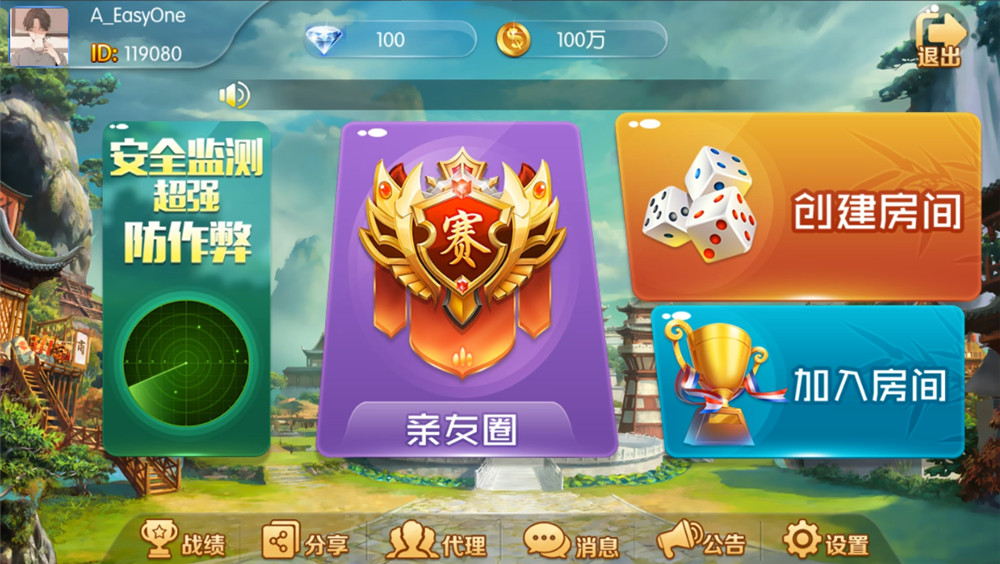 A_EasyOne
ID: 119080
100
100万
退出
安全监测
超强
防作弊
赛
亲友圈
创建房间
加入房间
商
战绩
分享
代理
消息
公告
设置